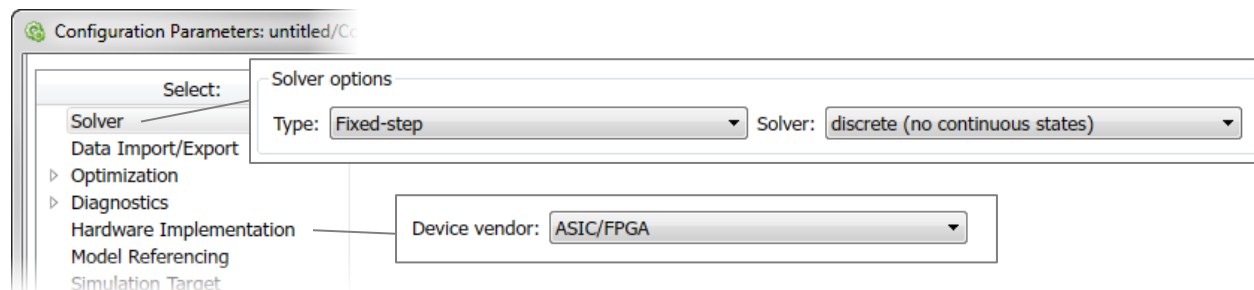 Configuration Parameters: untitled/Co
Select:
Solver options
Solver
Type: Fixed-step Solver: discrete (no continuous states)
Data Import/Export
Optimization
Diagnostics
Hardware Implementation
Device vendor: ASIC/FPGA
Model Referencing
Simulation Target